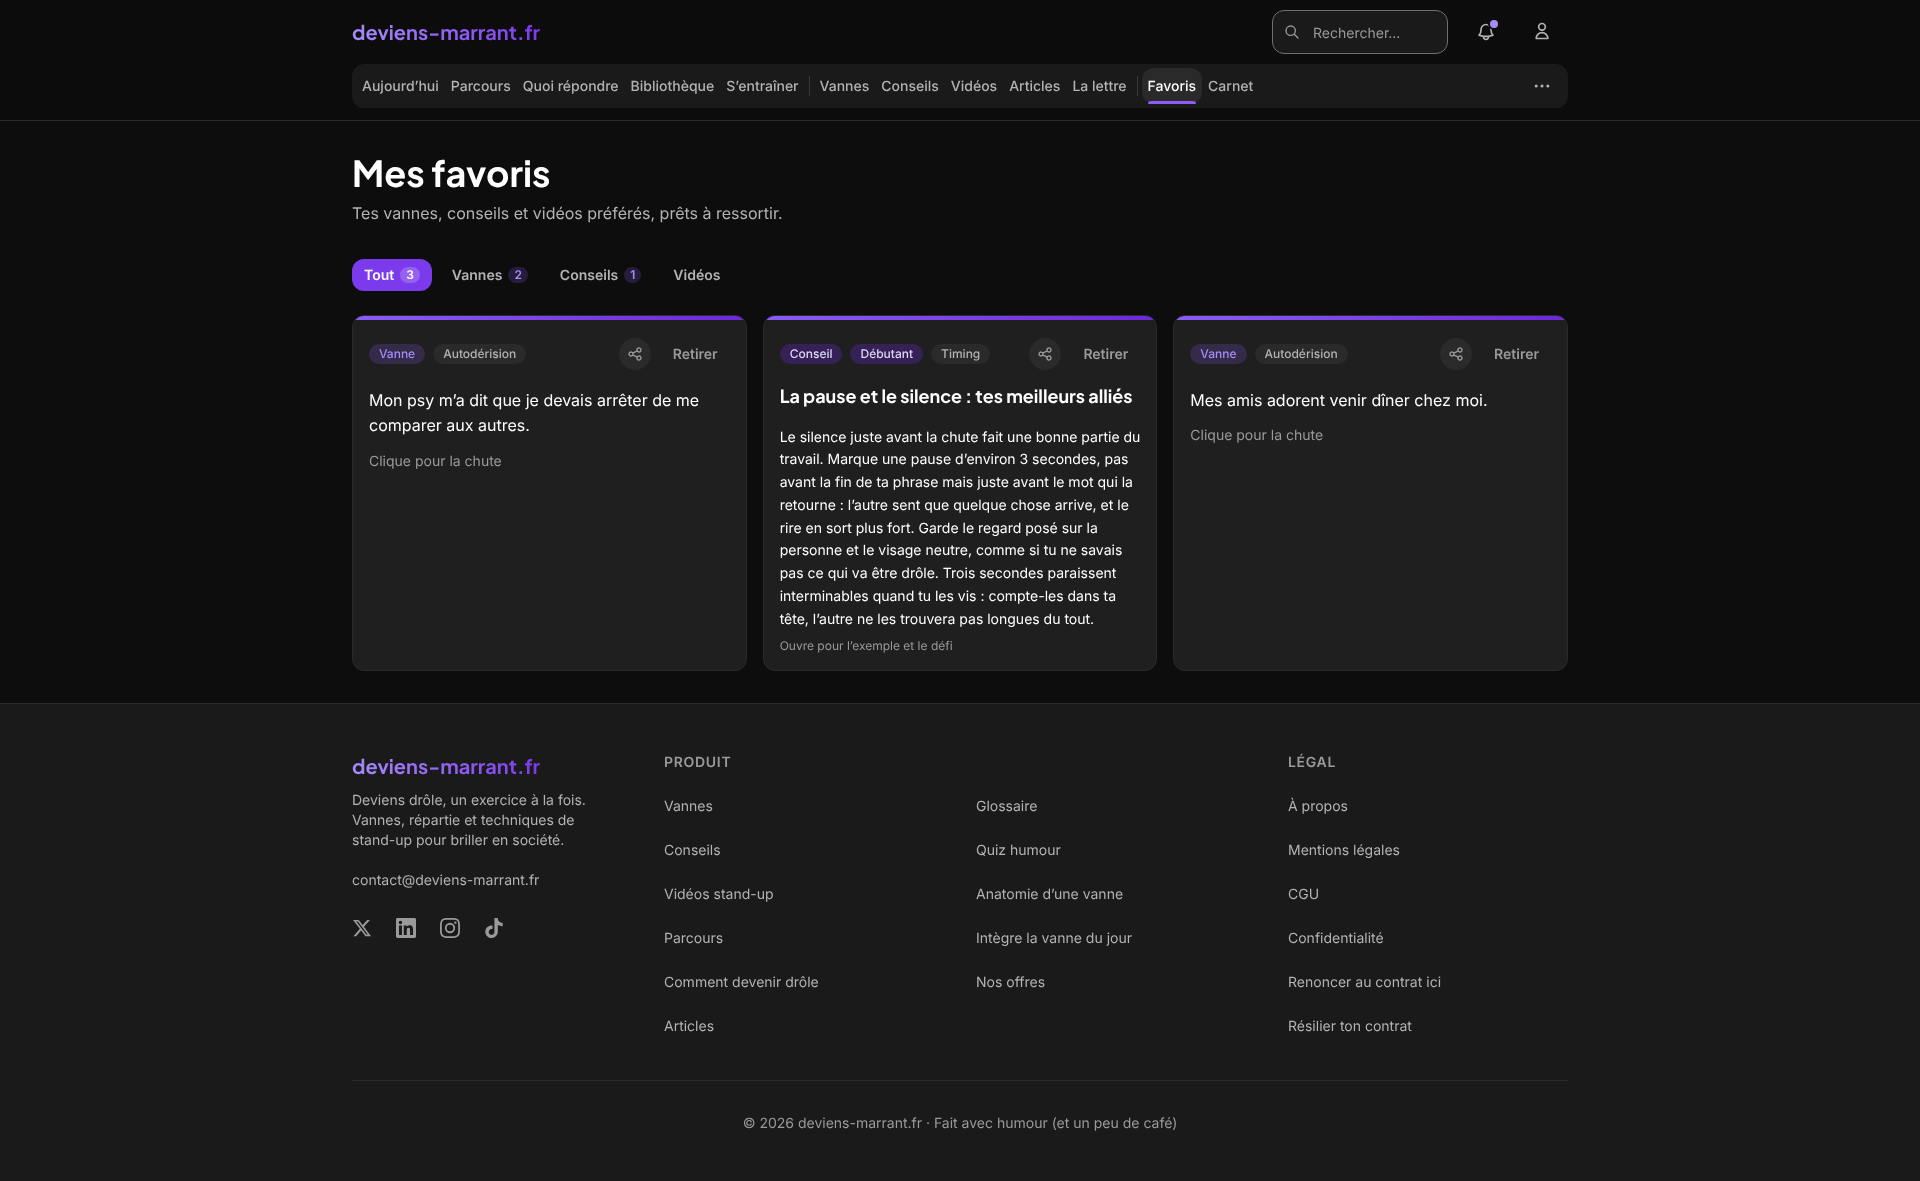 deviens-marrant.fr
Rechercher...
Aujourd’hui Parcours Quoi répondre Bibliothèque S’entraîner Vannes Conseils Vidéos Articles La lettre Favoris Carnet
Mes favoris
Tes vannes, conseils et vidéos préférés, prêts à ressortir.
Tout 3 Vannes 2 Conseils 1 Vidéos
Vanne Autodérision Retirer
Mon psy m’a dit que je devais arrêter de me
comparer aux autres.
Clique pour la chute
Conseil Débutant Timing Retirer
La pause et le silence : tes meilleurs alliés
Le silence juste avant la chute fait une bonne partie du
travail. Marque une pause d’environ 3 secondes, pas
avant la fin de ta phrase mais juste avant le mot qui la
retourne : l’autre sent que quelque chose arrive, et le
rire en sort plus fort. Garde le regard posé sur la
personne et le visage neutre, comme si tu ne savais
pas ce qui va être drôle. Trois secondes paraissent
interminables quand tu les vis : compte-les dans ta
tête, l’autre ne les trouvera pas longues du tout.
Ouvre pour l’exemple et le défi
Vanne Autodérision Retirer
Mes amis adorent venir dîner chez moi.
Clique pour la chute
deviens-marrant.fr
Deviens drôle, un exercice à la fois.
Vannes, répartie et techniques de
stand-up pour briller en société.
contact@deviens-marrant.fr
PRODUIT
Vannes
Conseils
Vidéos stand-up
Parcours
Comment devenir drôle
Articles
Glossaire
Quiz humour
Anatomie d’une vanne
Intègre la vanne du jour
Nos offres
LÉGAL
À propos
Mentions légales
CGU
Confidentialité
Renoncer au contrat ici
Résilier ton contrat
© 2026 deviens-marrant.fr · Fait avec humour (et un peu de café)